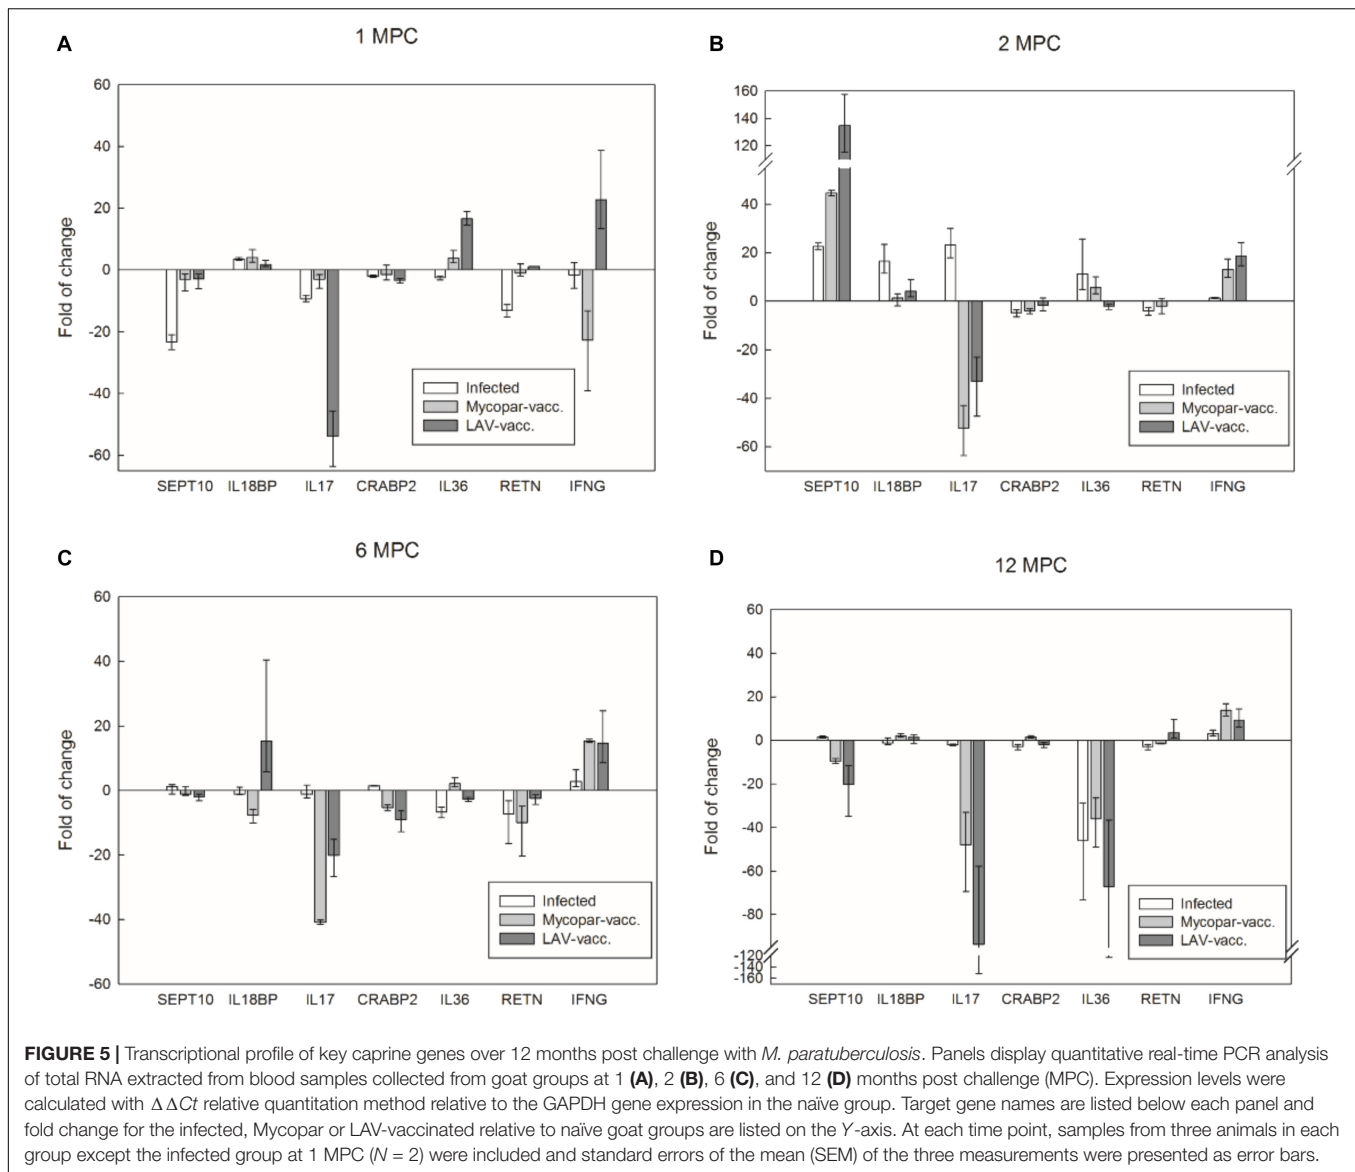 A
1 MPC
Fold of change
60
40
20
0
-20
-40
-60
Infected
Mycopar-vacc.
LAV-vacc.
SEPT10 IL18BP IL17 CRABP2 IL36 RETN IFNG
B
2 MPC
Fold of change
160
140
120
40
20
0
-20
-40
-60
Infected
Mycopar-vacc.
LAV-vacc.
SEPT10 IL18BP IL17 CRABP2 IL36 RETN IFNG
C
6 MPC
Fold of change
60
40
20
0
-20
-40
-60
Infected
Mycopar-vacc.
LAV-vacc.
SEPT10 IL18BP IL17 CRABP2 IL36 RETN IFNG
D
12 MPC
Fold of change
60
40
20
0
-20
-40
-60
-80
-120
-140
-160
Infected
Mycopar-vacc.
LAV-vacc.
SEPT10 IL18BP IL17 CRABP2 IL36 RETN IFNG
FIGURE 5 | Transcriptional profile of key caprine genes over 12 months post challenge with M. paratuberculosis. Panels display quantitative real-time PCR analysis
of total RNA extracted from blood samples collected from goat groups at 1 (A), 2 (B), 6 (C), and 12 (D) months post challenge (MPC). Expression levels were
calculated with ΔΔCt relative quantitation method relative to the GAPDH gene expression in the naïve group. Target gene names are listed below each panel and
fold change for the infected, Mycopar or LAV-vaccinated relative to naïve goat groups are listed on the Y-axis. At each time point, samples from three animals in each
group except the infected group at 1 MPC (N = 2) were included and standard errors of the mean (SEM) of the three measurements were presented as error bars.